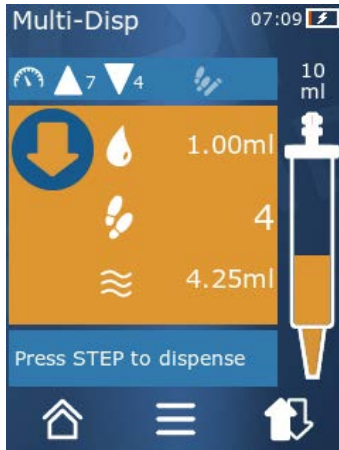 Multi-Disp 07:09
7 4
10
ml
1.00ml
4
4.25ml
Press STEP to dispense